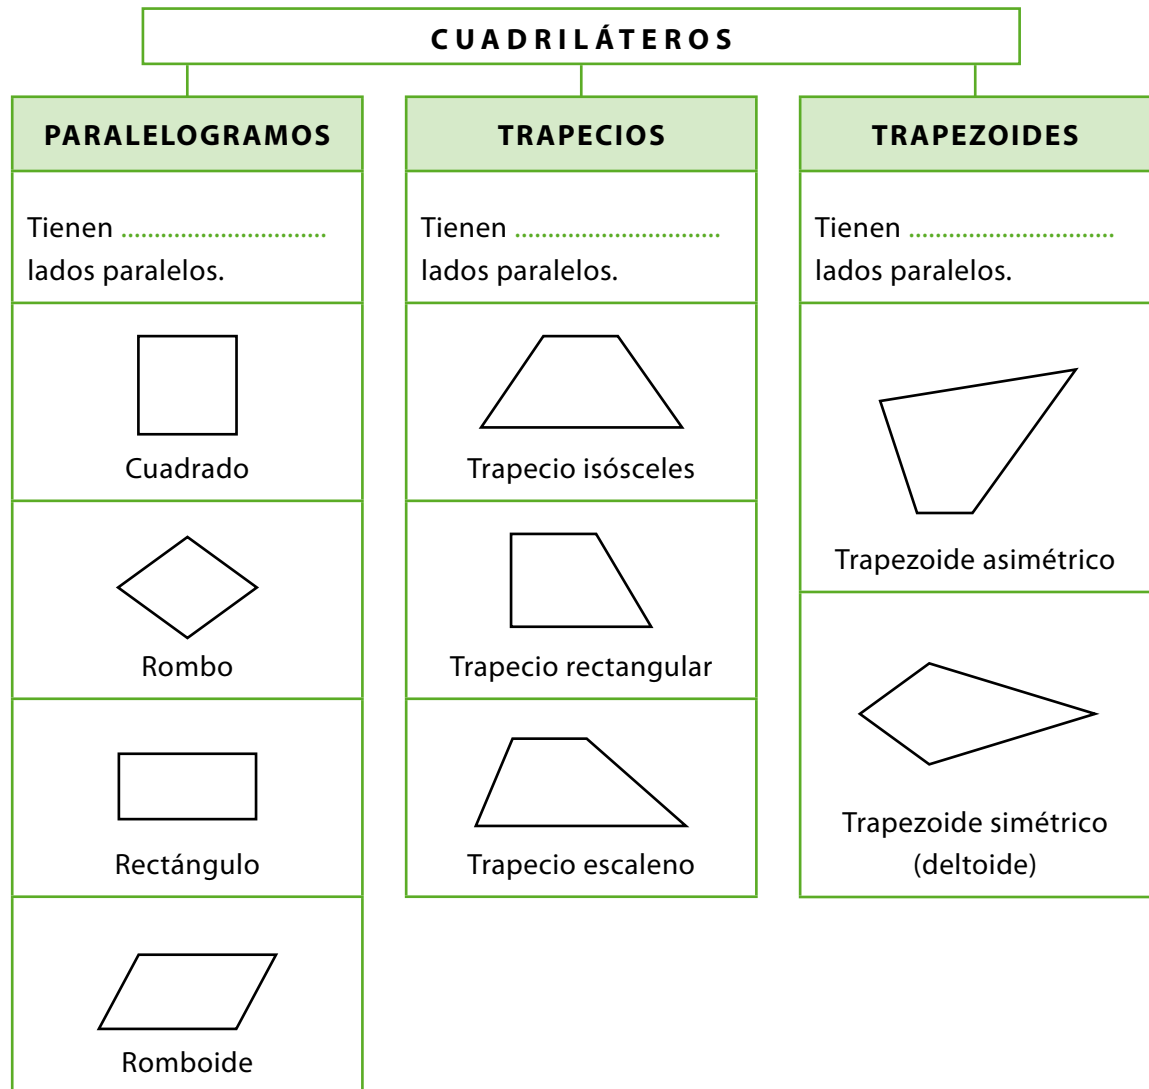 CUADRILÁTEROS
PARALELOGRAMOS
Tienen ...............................
lados paralelos.
Cuadrado
Rombo
Rectángulo
Romboide
TRAPECIOS
Tienen ...............................
lados paralelos.
Trapecio isósceles
Trapecio rectangular
Trapecio escaleno
TRAPEZOIDES
Tienen ...............................
lados paralelos.
Trapezoide asimétrico
Trapezoide simétrico
(deltoide)